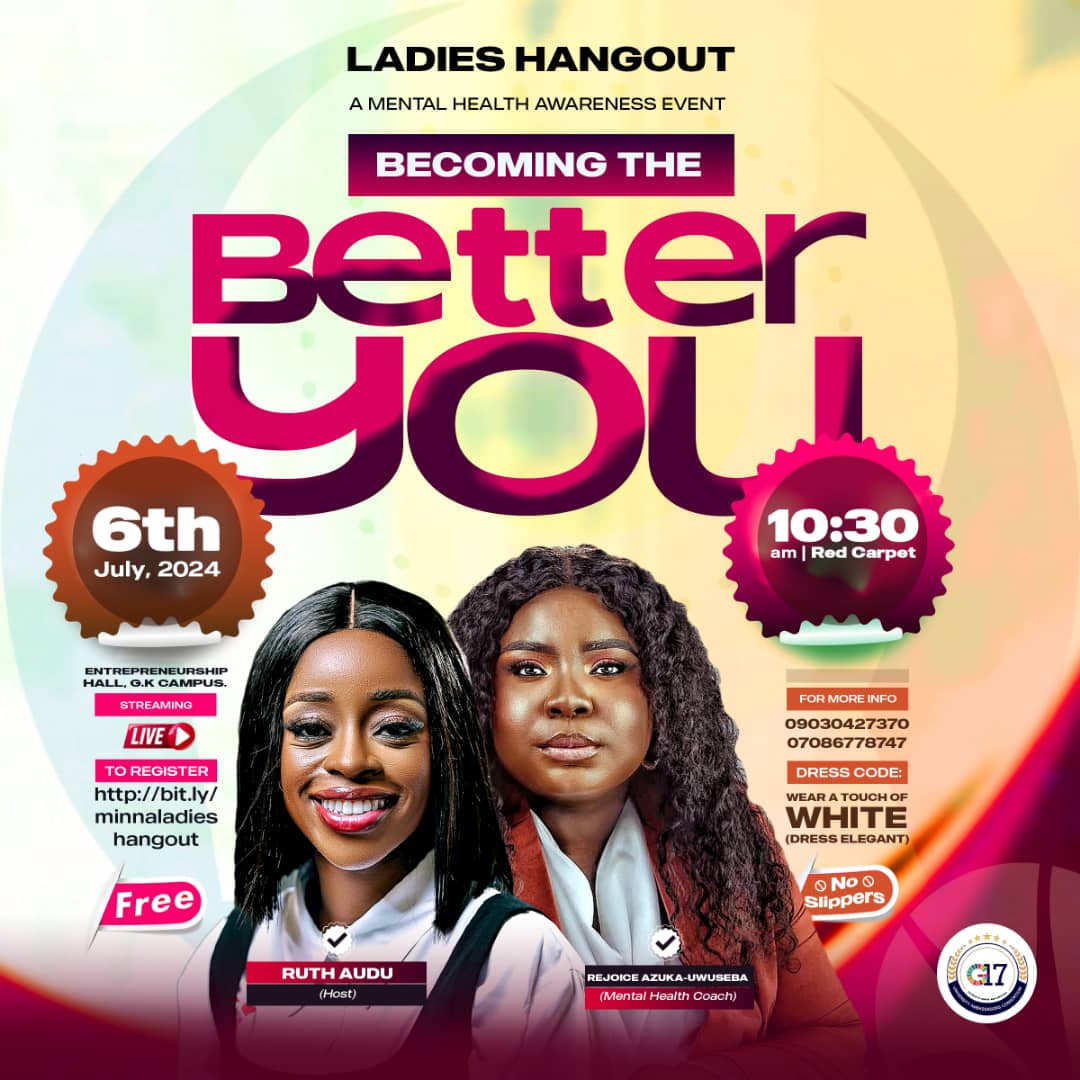 LADIES HANGOUT
A MENTAL HEALTH AWARENESS EVENT
BECOMING THE
Better
you
6th
July, 2024
10:30
am | Red Carpet
ENTREPRENEURSHIP
HALL, G.K CAMPUS.
STREAMING
LIVE
TO REGISTER
http://bit.ly/
minnaladies
hangout
Free
FOR MORE INFO
09030427370
07086778747
DRESS CODE:
WEAR A TOUCH OF
WHITE
(DRESS ELEGANT)
No
Slippers
RUTH AUDU
(Host)
REJOICE AZUKA-UWUSEBA
(Mental Health Coach)
G17